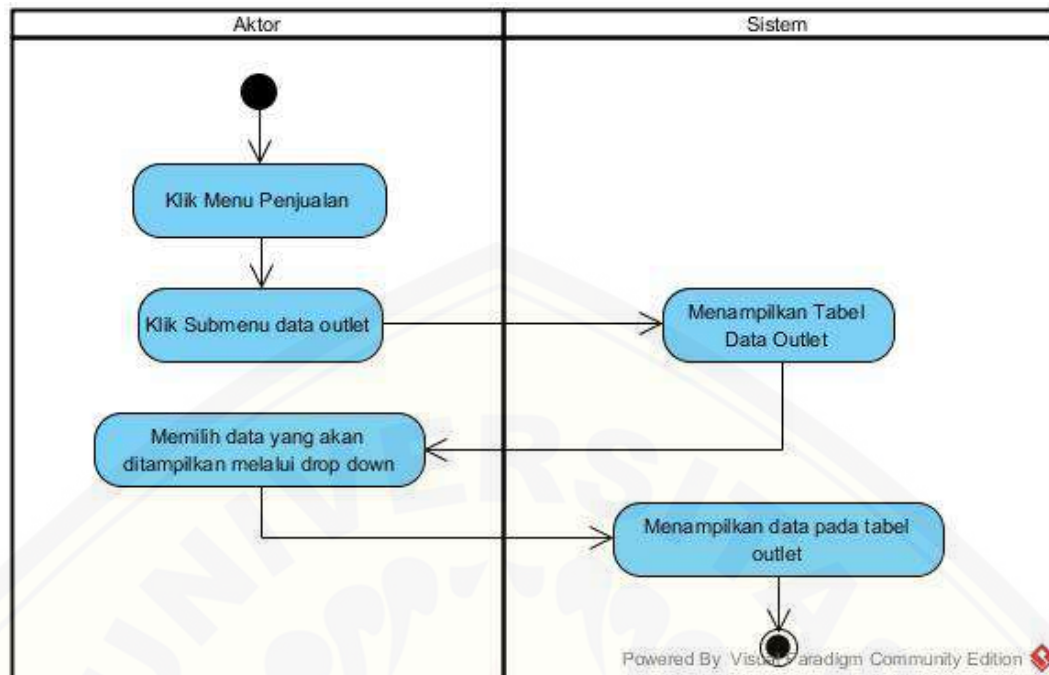 Aktor
Sistem
Klik Menu Penjualan
Klik Submenu data outlet
Menampilkan Tabel
Data Outlet
Memilih data yang akan
ditampilkan melalui drop down
Menampilkan data pada tabel
outlet
Powered By Visual Paradigm Community Edition
UNIVERSITA